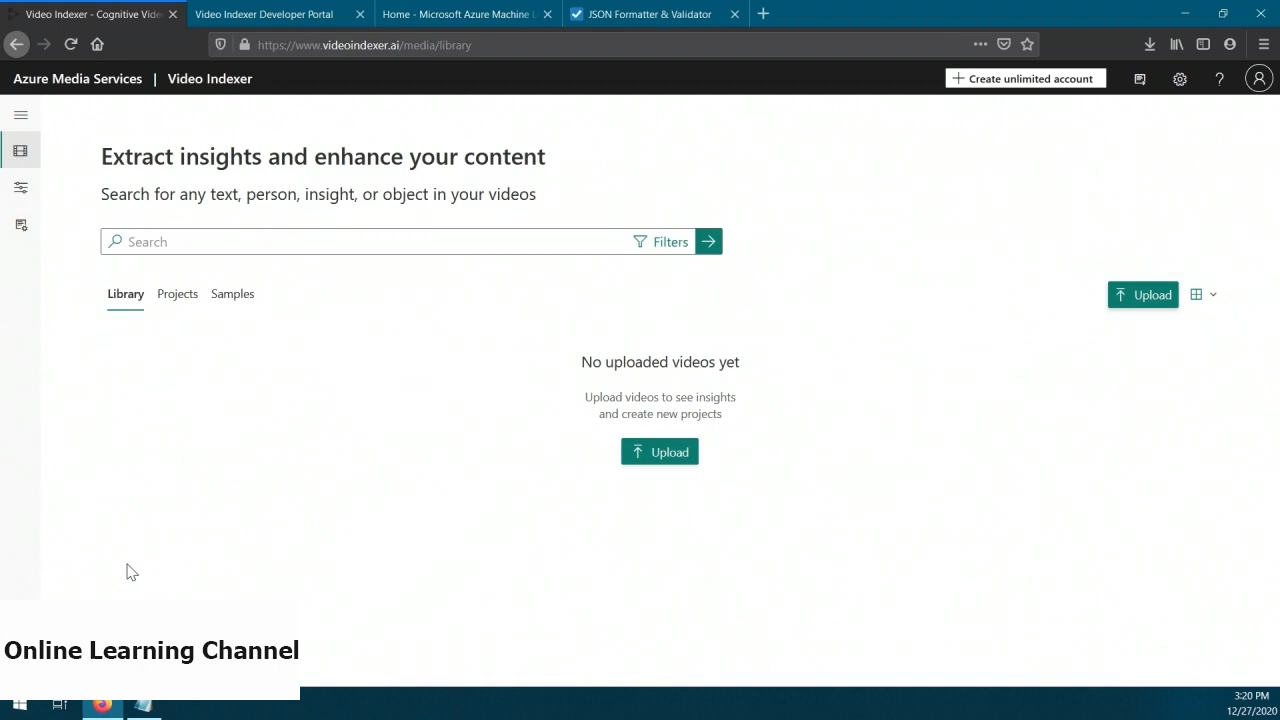 Video Indexer - Cognitive Vide
Video Indexer Developer Portal
Home - Microsoft Azure Machine L
JSON Formatter & Validator
https://www.videoindexer.ai/media/library
Azure Media Services | Video Indexer
Create unlimited account
Extract insights and enhance your content
Search for any text, person, insight, or object in your videos
Search
Filters
Library
Projects
Samples
Upload
No uploaded videos yet
Upload videos to see insights
and create new projects
Upload
Online Learning Channel
3:20 PM
12/27/2020